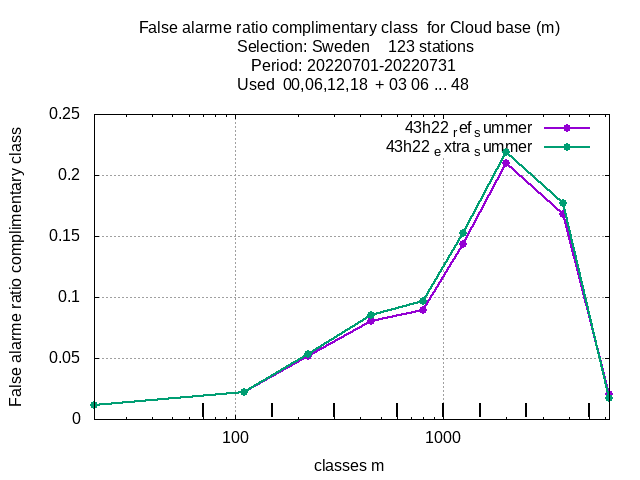 False alarme ratio complimentary class  for Cloud base (m)
Selection: Sweden    123 stations
Period: 20220701-20220731
Used  00,06,12,18  + 03 06 ... 48
0.25
43h22 ref summer
43h22 extra summer
0.2
0.15
0.1
0.05
0
False alarme ratio complimentary class
100
1000
classes m